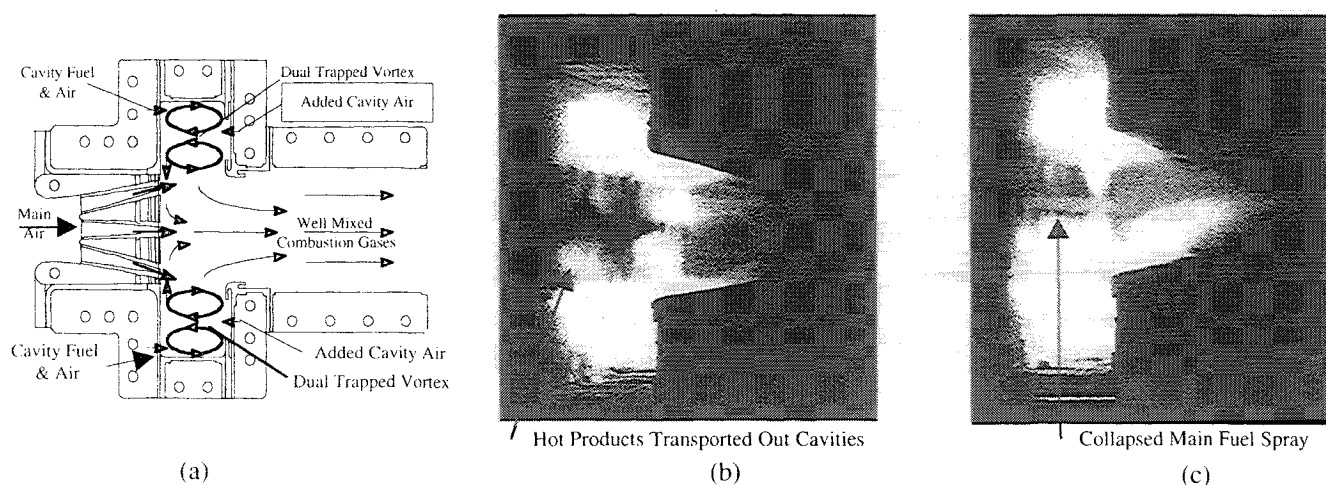 Cavity Fuel
& Air
Dual Trapped Vortex
Added Cavity Air
Main
Air
Well Mixed
Combustion Gases
Cavity Fuel
& Air
Added Cavity Air
Dual Trapped Vortex
(a)
Hot Products Transported Out Cavities
(b)
Collapsed Main Fuel Spray
(c)